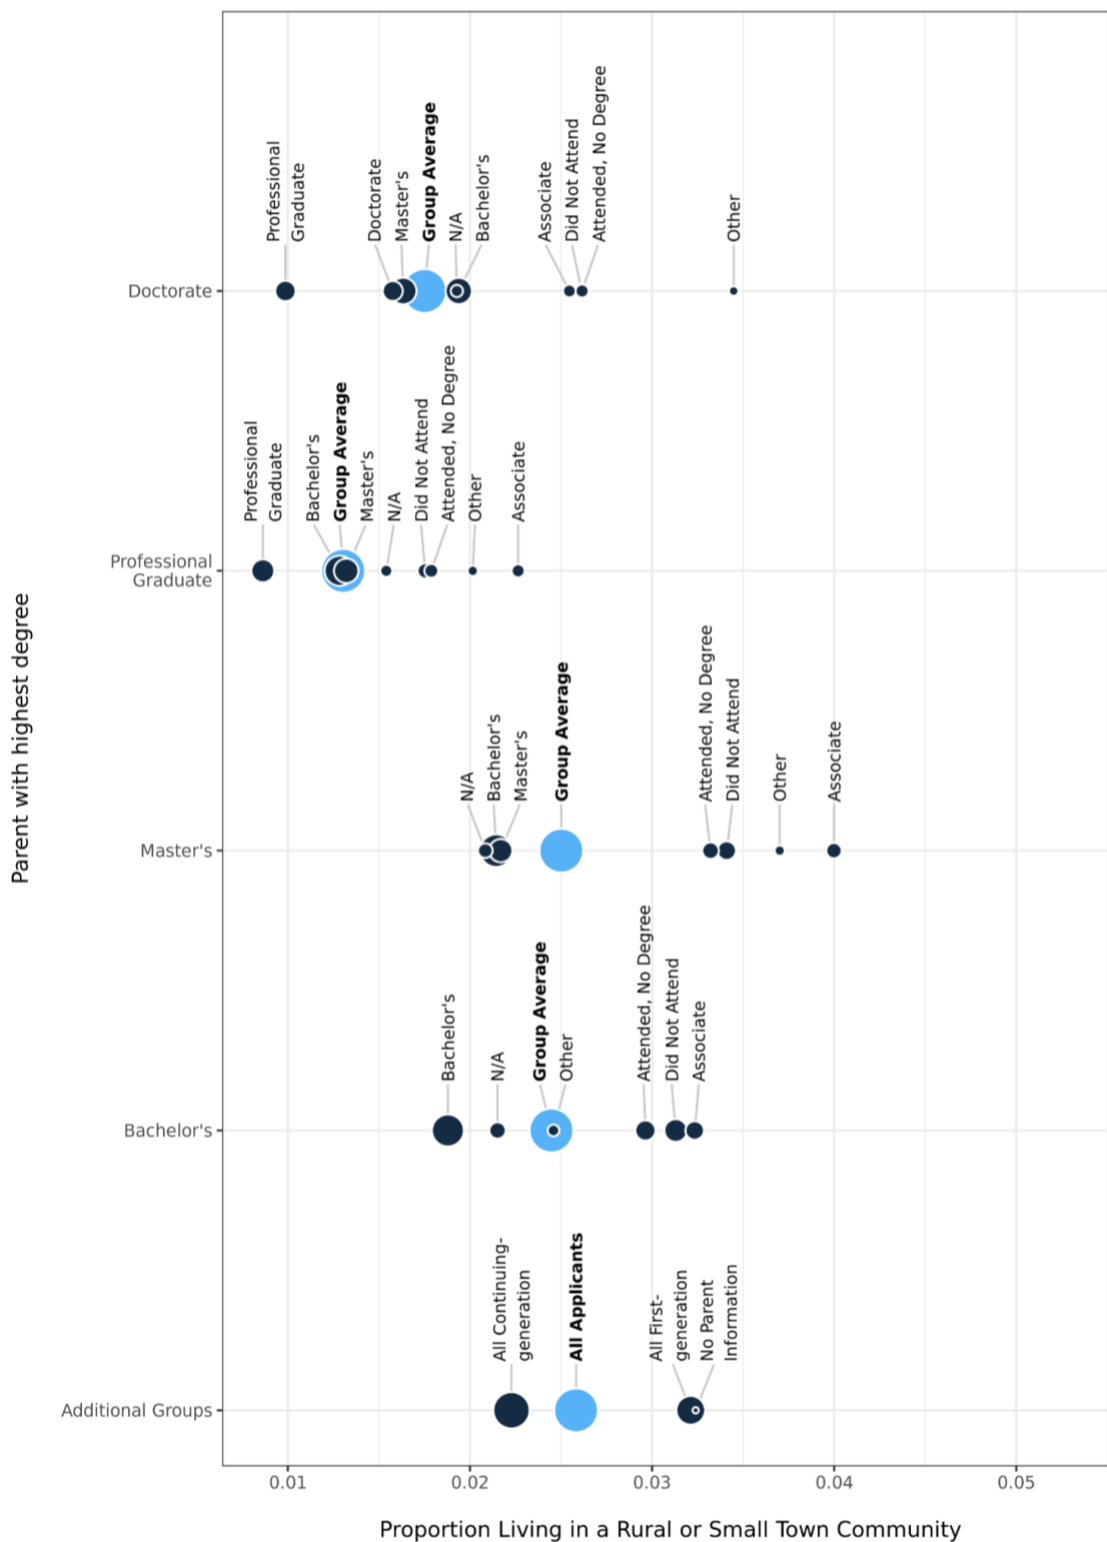 Parent with highest degree
Doctorate
Professional
Graduate
Doctorate
Master's
Group Average
N/A
Bachelor's
Associate
Did Not Attend
Attended, No Degree
Other
Professional
Graduate
Professional
Graduate
Bachelor's
Group Average
Master's
N/A
Did Not Attend
Attended, No Degree
Other
Associate
Master's
N/A
Bachelor's
Master's
Group Average
Attended, No Degree
Did Not Attend
Other
Associate
Bachelor's
Bachelor's
N/A
Group Average
Other
Attended, No Degree
Did Not Attend
Associate
Additional Groups
All Continuing-
generation
All Applicants
All First-
generation
No Parent
Information
0.01
0.02
0.03
0.04
0.05
Proportion Living in a Rural or Small Town Community